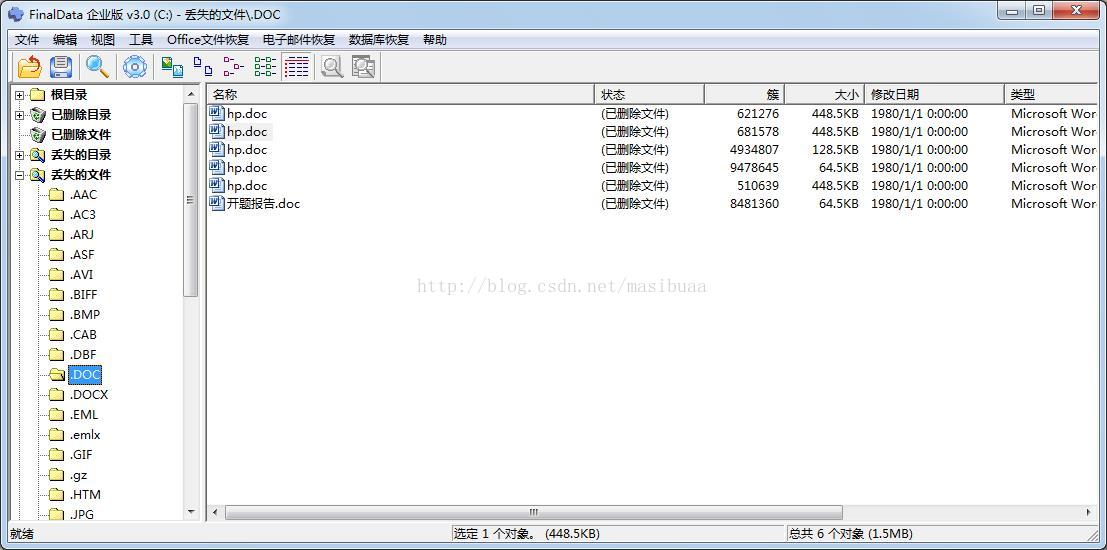 FinalData 企业版 v3.0 (C:) - 丢失的文件\.DOC
文件 编辑 视图 工具 Office文件恢复 电子邮件恢复 数据库恢复 帮助
根目录
已删除目录
已删除文件
丢失的目录
丢失的文件
.AAC
.AC3
.ARJ
.ASF
.AVI
.BIFF
.BMP
.CAB
.DBF
.DOC
.DOCX
.EML
.emlx
.GIF
.gz
.HTM
.JPG
名称 状态 簇 大小 修改日期 类型
hp.doc (已删除文件) 621276 448.5KB 1980/1/1 0:00:00 Microsoft Wor
hp.doc (已删除文件) 681578 448.5KB 1980/1/1 0:00:00 Microsoft Wor
hp.doc (已删除文件) 4934807 128.5KB 1980/1/1 0:00:00 Microsoft Wor
hp.doc (已删除文件) 9478645 64.5KB 1980/1/1 0:00:00 Microsoft Wor
hp.doc (已删除文件) 510639 448.5KB 1980/1/1 0:00:00 Microsoft Wor
开题报告.doc (已删除文件) 8481360 64.5KB 1980/1/1 0:00:00 Microsoft Wor
http://blog.csdn.net/masibuaa
就绪 选定 1 个对象。 (448.5KB) 总共 6 个对象 (1.5MB)